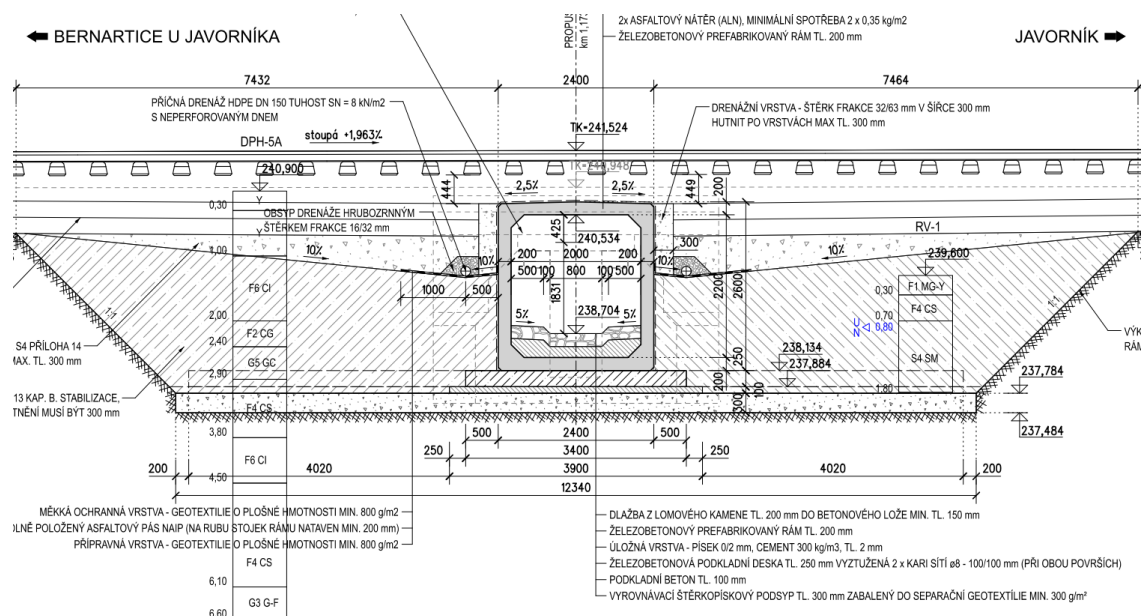 BERNARTICE U JAVORNÍKA
JAVORNÍK
2x ASFALTOVÝ NÁTĚR (ALN), MINIMÁLNÍ SPOTŘEBA 2 x 0,35 kg/m2
ŽELEZOBETONOVÝ PREFABRIKOVANÝ RÁM TL. 200 mm
PROPUS
km 1,17
7432
2400
7464
PŘÍČNÁ DRENÁŽ HDPE DN 150 TUHOST SN = 8 kN/m2
S NEPERFOROVANÝM DNEM
DRENÁŽNÍ VRSTVA - ŠTĚRK FRAKCE 32/63 mm V ŠÍŘCE 300 mm
HUTNIT PO VRSTVÁCH MAX TL. 300 mm
DPH-5A
stoupá +1,963%
TK=241,524
240,900
444
2,5%
2,5%
449
200
0,30
Y
OBSYP DRENÁŽE HRUBOZRNNÝM
ŠTĚRKEM FRAKCE 16/32 mm
Y
425
240,534
300
RV-1
1,00
10%
10%
10%
10%
239,600
200
2000
200
500
100
800
100
500
1831
2200
2600
F6 CI
1000
500
0,30
F1 MG-Y
F4 CS
0,70
UN
0,80
S4 SM
1,80
2,00
F2 CG
238,704
5%
5%
1:1
1:1
S4 PŘÍLOHA 14
MAX. TL. 300 mm
2,40
G5 GC
2,90
250
238,134
237,884
VÝK
RÁM
200
100
300
237,784
237,484
13 KAP. B. STABILIZACE,
TNĚNÍ MUSÍ BÝT 300 mm
F4 CS
3,80
500
2400
500
250
3400
250
F6 CI
200
4020
3900
4020
200
4,50
12340
MĚKKÁ OCHRANNÁ VRSTVA - GEOTEXTILIE O PLOŠNÉ HMOTNOSTI MIN. 800 g/m2
OLNĚ POLOŽENÝ ASFALTOVÝ PÁS NAIP (NA RUBU STOJEK RÁMU NATAVEN MIN. 200 mm)
PŘÍPRAVNÁ VRSTVA - GEOTEXTILIE O PLOŠNÉ HMOTNOSTI MIN. 800 g/m2
F4 CS
6,10
G3 G-F
6,60
DLAŽBA Z LOMOVÉHO KAMENE TL. 200 mm DO BETONOVÉHO LOŽE MIN. TL. 150 mm
ŽELEZOBETONOVÝ PREFABRIKOVANÝ RÁM TL. 200 mm
ÚLOŽNÁ VRSTVA - PÍSEK 0/2 mm, CEMENT 300 kg/m3, TL. 2 mm
ŽELEZOBETONOVÁ PODKLADNÍ DESKA TL. 250 mm VYZTUŽENÁ 2 x KARI SÍTÍ ø8 - 100/100 mm (PŘI OBOU POVRŠÍCH)
PODKLADNÍ BETON TL. 100 mm
VYROVNÁVACÍ ŠTĚRKOPÍSKOVÝ PODSYP TL. 300 mm ZABALENÝ DO SEPARAČNÍ GEOTEXTÍLIE MIN. 300 g/m²